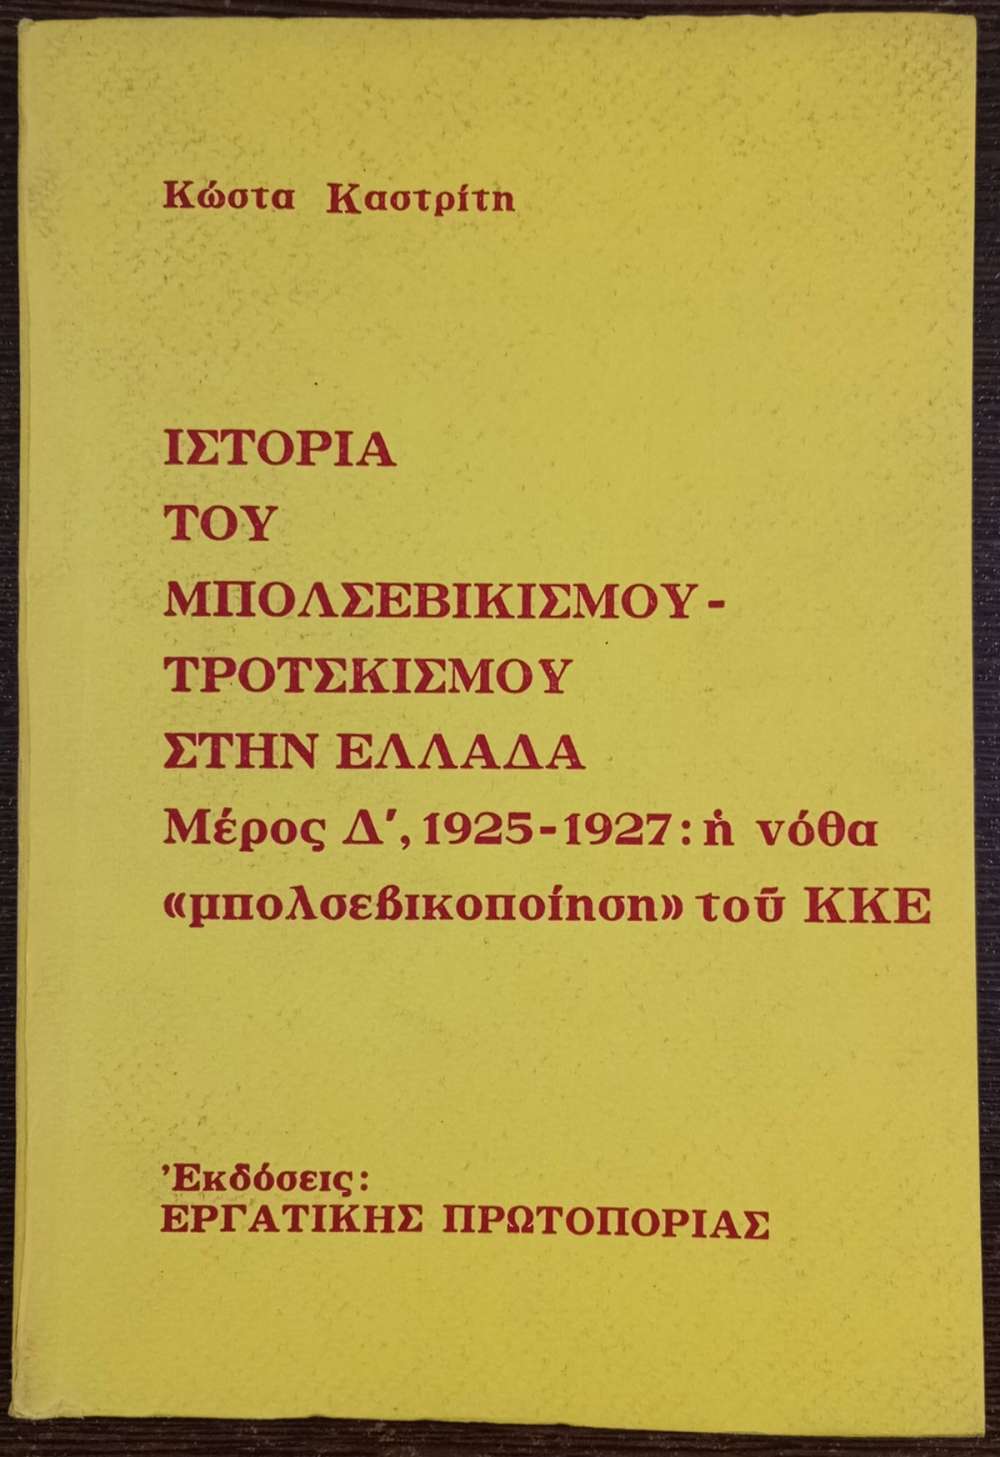 Κώστα Καστρίτη
ΙΣΤΟΡΙΑ
ΤΟΥ
ΜΠΟΛΣΕΒΙΚΙΣΜΟΥ-
ΤΡΟΤΣΚΙΣΜΟΥ
ΣΤΗΝ ΕΛΛΑΔΑ
Μέρος Δ', 1925-1927: ἡ νόθα
«μπολσεβικοποίηση» τοῦ ΚΚΕ
Ἐκδόσεις:
ΕΡΓΑΤΙΚΗΣ ΠΡΩΤΟΠΟΡΙΑΣ